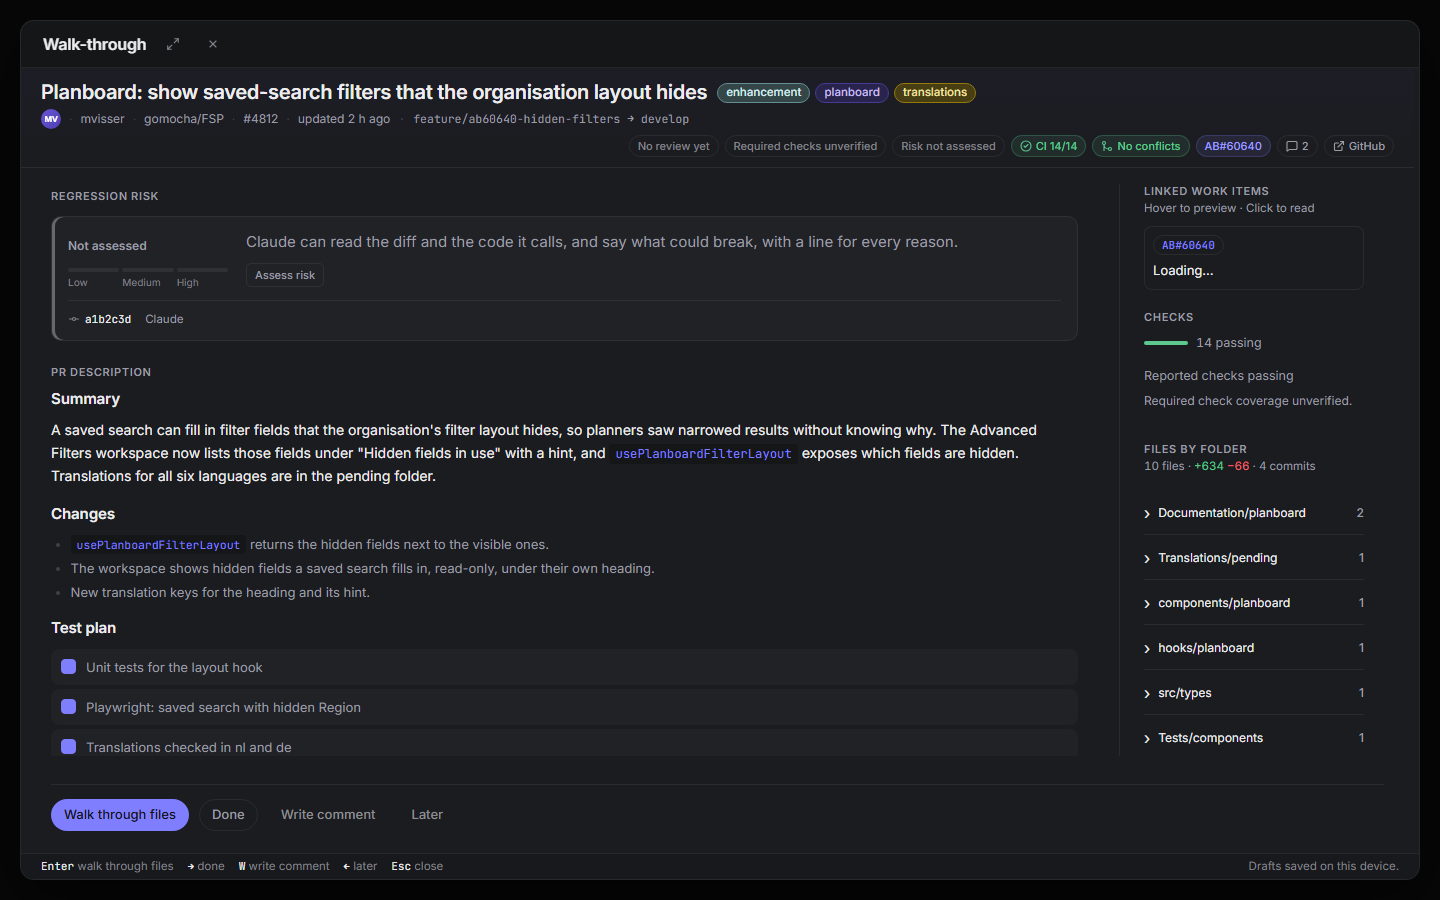 Walk-through
Planboard: show saved-search filters that the organisation layout hides enhancement planboard translations
MV · mvisser · gomocha/FSP · #4812 · updated 2 h ago · feature/ab60640-hidden-filters → develop
No review yet Required checks unverified Risk not assessed CI 14/14 No conflicts AB#60640 2 GitHub
REGRESSION RISK
Not assessed
Low Medium High
Claude can read the diff and the code it calls, and say what could break, with a line for every reason.
Assess risk
a1b2c3d Claude
PR DESCRIPTION
Summary
A saved search can fill in filter fields that the organisation's filter layout hides, so planners saw narrowed results without knowing why. The Advanced
Filters workspace now lists those fields under "Hidden fields in use" with a hint, and usePlanboardFilterLayout exposes which fields are hidden.
Translations for all six languages are in the pending folder.
Changes
• usePlanboardFilterLayout returns the hidden fields next to the visible ones.
• The workspace shows hidden fields a saved search fills in, read-only, under their own heading.
• New translation keys for the heading and its hint.
Test plan
Unit tests for the layout hook
Playwright: saved search with hidden Region
Translations checked in nl and de
LINKED WORK ITEMS
Hover to preview · Click to read
AB#60640
Loading...
CHECKS
14 passing
Reported checks passing
Required check coverage unverified.
FILES BY FOLDER
10 files · +634 −66 · 4 commits
Documentation/planboard 2
Translations/pending 1
components/planboard 1
hooks/planboard 1
src/types 1
Tests/components 1
Walk through files Done Write comment Later
Enter walk through files → done W write comment ← later Esc close
Drafts saved on this device.